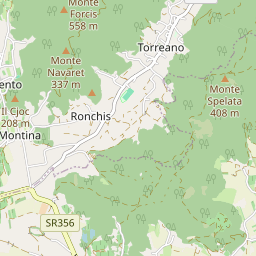 Monte
Forcis
558 m
Torreano
Monte
Navaret
337 m
ento
Monte
Spelata
408 m
Il Cjoc
208 m
Ronchis
Montina
SR356